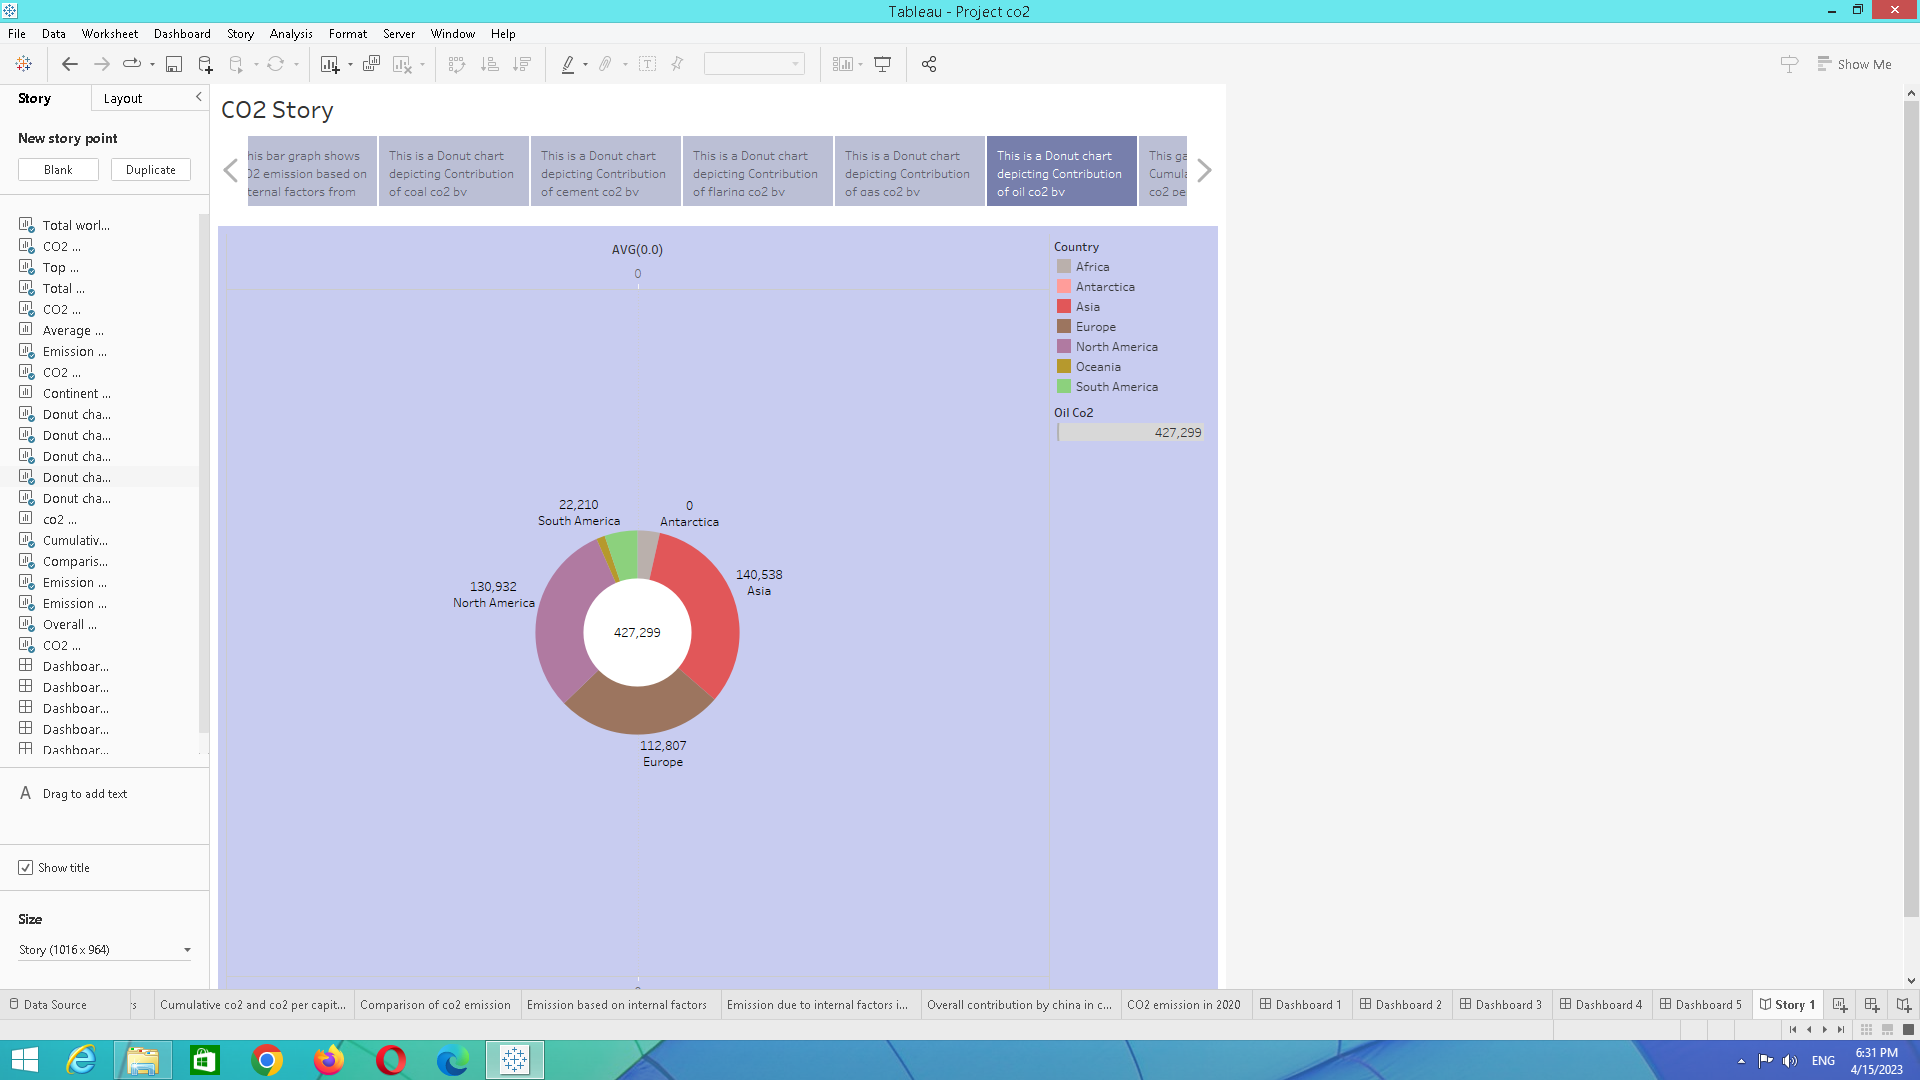 Tableau - Project co2
File Data Worksheet Dashboard Story Analysis Format Server Window Help
Show Me
Story
Layout
New story point
Blank
Duplicate
Total worl...
CO2 ...
Top ...
Total ...
CO2 ...
Average ...
Emission ...
CO2 ...
Continent ...
Donut cha...
Donut cha...
Donut cha...
Donut cha...
Donut cha...
co2 ...
Cumulativ...
Comparis...
Emission ...
Emission ...
Overall ...
CO2 ...
Dashboar...
Dashboar...
Dashboar...
Dashboar...
Dashboar...
A Drag to add text
Show title
Size
Story (1016 x 964)
CO2 Story
his bar graph shows
O2 emission based on
ternal factors from
This is a Donut chart
depicting Contribution
of coal co2 by
This is a Donut chart
depicting Contribution
of cement co2 by
This is a Donut chart
depicting Contribution
of flaring co2 by
This is a Donut chart
depicting Contribution
of gas co2 by
This is a Donut chart
depicting Contribution
of oil co2 by
This ga
Cumula
co2 pe
AVG(0.0)
0
22,210
South America
0
Antarctica
140,538
Asia
130,932
North America
427,299
112,807
Europe
Country
Africa
Antarctica
Asia
Europe
North America
Oceania
South America
Oil Co2
427,299
Data Source
Cumulative co2 and co2 per capit...
Comparison of co2 emission
Emission based on internal factors
Emission due to internal factors i...
Overall contribution by china in c...
CO2 emission in 2020
Dashboard 1
Dashboard 2
Dashboard 3
Dashboard 4
Dashboard 5
Story 1
ENG
6:31 PM
4/15/2023